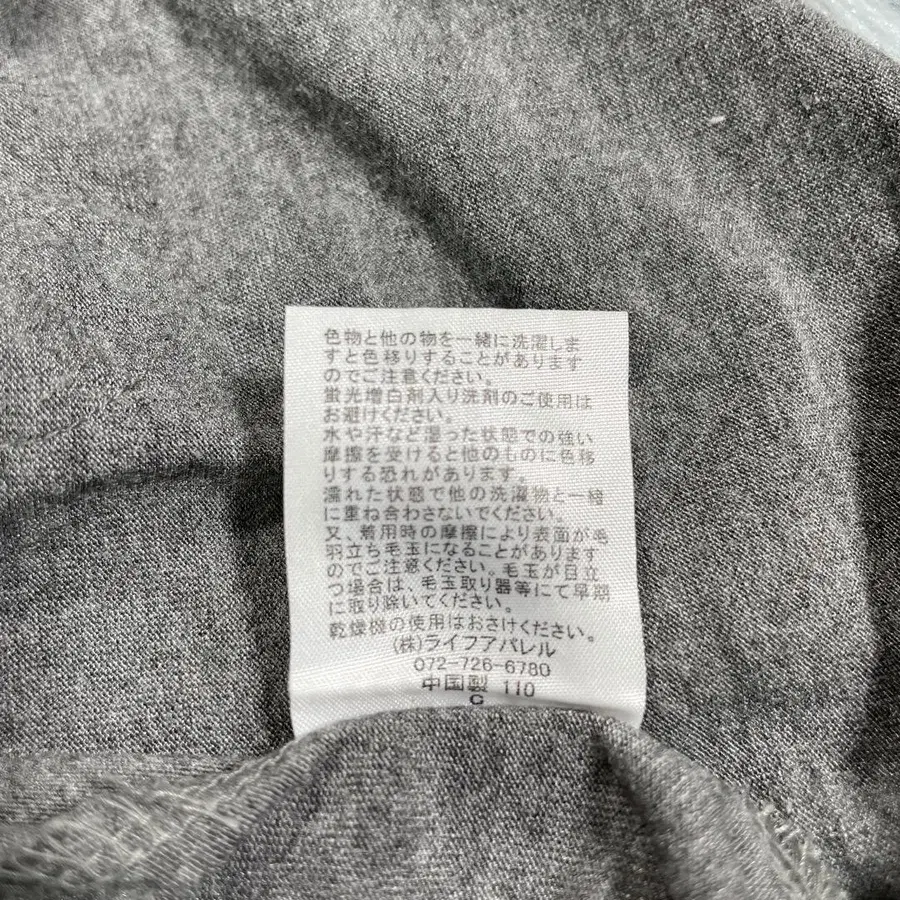 色物と他の物を一緒に洗濯しま
すと色移りすることがあります
のでご注意ください。
蛍光増白剤入り洗剤のご使用は
お避けください。
水や汗など湿った状態での強い
摩擦を受けると他のものに色移
りする恐れがあります。
濡れた状態で他の洗濯物と一緒
に重ね合わさないでください。
又、着用時の摩擦により表面が毛
羽立ち毛玉になることがあります
のでご注意ください。毛玉が目立
つ場合は、毛玉取り器等にて早期
に取り除いてください。
乾燥機の使用はおさけください。
(株)ライフアパレル
072-726-6780
中国製 110
C